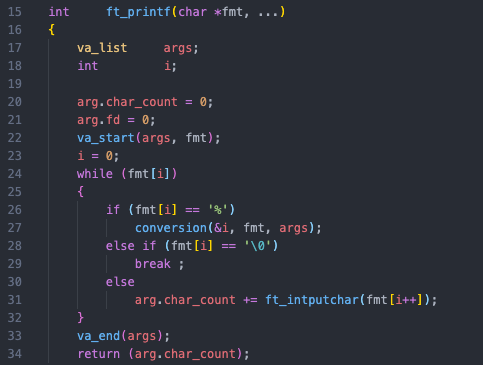 15 int ft_printf(char *fmt, ...)
16 {
17 va_list args;
18 int i;
19
20 arg.char_count = 0;
21 arg.fd = 0;
22 va_start(args, fmt);
23 i = 0;
24 while (fmt[i])
25 {
26 if (fmt[i] == '%')
27 conversion(&i, fmt, args);
28 else if (fmt[i] == '\0')
29 break ;
30 else
31 arg.char_count += ft_intputchar(fmt[i++]);
32 }
33 va_end(args);
34 return (arg.char_count);